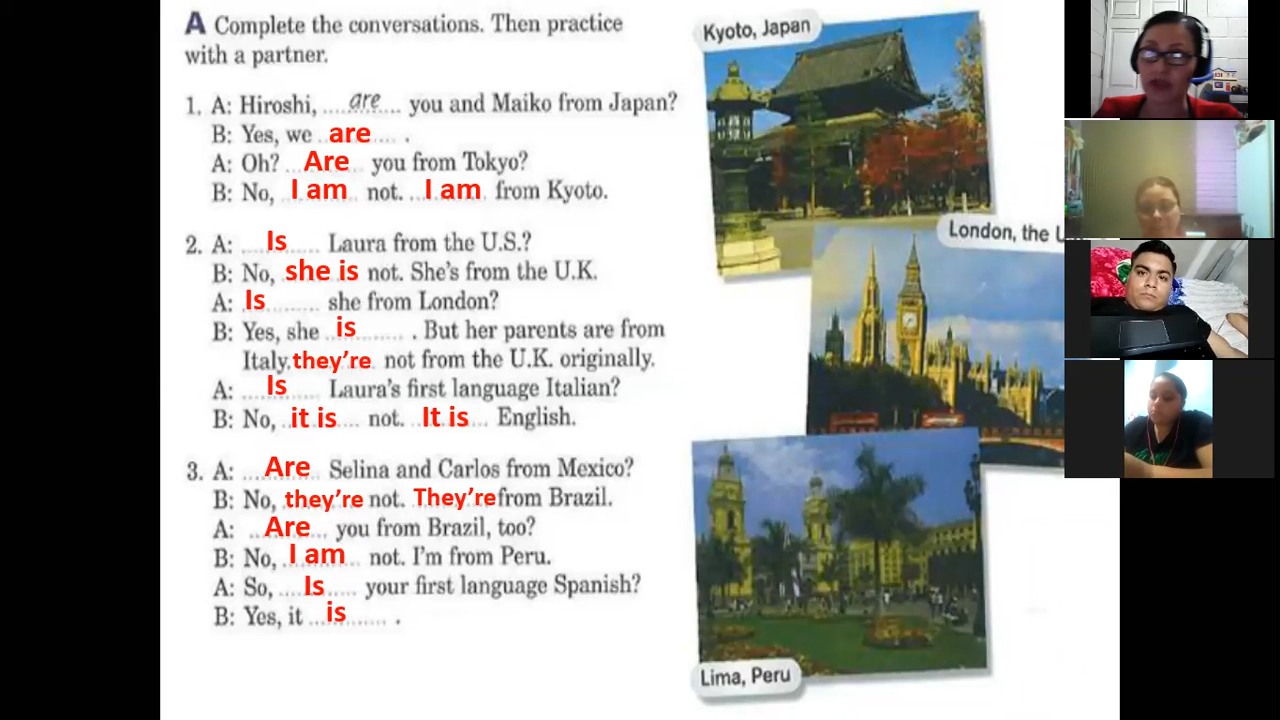 A Complete the conversations. Then practice
with a partner.
1. A: Hiroshi, are you and Maiko from Japan?
B: Yes, we are.
A: Oh? Are you from Tokyo?
B: No, I am not. I am from Kyoto.
2. A: Is Laura from the U.S.?
B: No, she is not. She's from the U.K.
A: Is she from London?
B: Yes, she is. But her parents are from
Italy. they're not from the U.K. originally.
A: Is Laura's first language Italian?
B: No, it is not. It is English.
3. A: Are Selina and Carlos from Mexico?
B: No, they're not. They're from Brazil.
A: Are you from Brazil, too?
B: No, I am not. I'm from Peru.
A: So, Is your first language Spanish?
B: Yes, it is.
Kyoto, Japan
London, the U
Lima, Peru